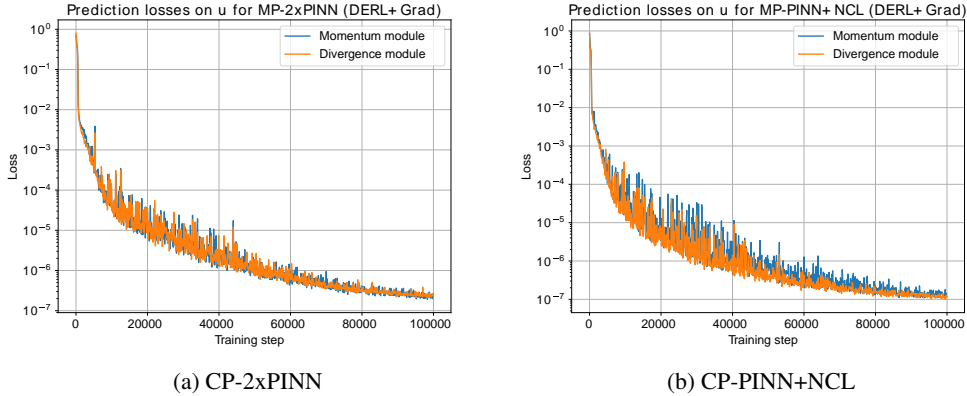 Prediction losses on u for MP-2xPINN (DERL+ Grad)
Momentum module
Divergence module
Loss
10^0
10^-1
10^-2
10^-3
10^-4
10^-5
10^-6
10^-7
0 20000 40000 60000 80000 100000
Training step
(a) CP-2xPINN
Prediction losses on u for MP-PINN+ NCL (DERL+ Grad)
Momentum module
Divergence module
Loss
10^0
10^-1
10^-2
10^-3
10^-4
10^-5
10^-6
10^-7
0 20000 40000 60000 80000 100000
Training step
(b) CP-PINN+NCL